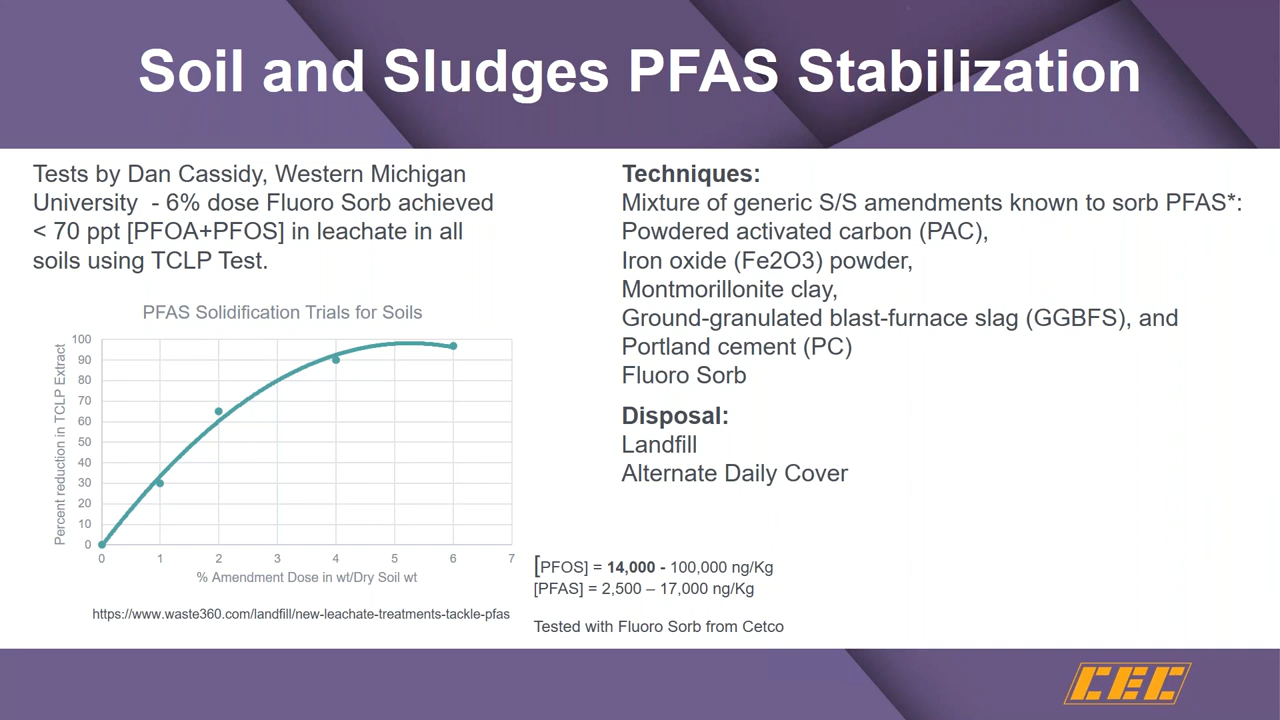 Soil and Sludges PFAS Stabilization
Tests by Dan Cassidy, Western Michigan
University - 6% dose Fluoro Sorb achieved
< 70 ppt [PFOA+PFOS] in leachate in all
soils using TCLP Test.
PFAS Solidification Trials for Soils
Percent reduction in TCLP Extract
100
90
80
70
60
50
40
30
20
10
0
0 1 2 3 4 5 6 7
% Amendment Dose in wt/Dry Soil wt
https://www.waste360.com/landfill/new-leachate-treatments-tackle-pfas
Techniques:
Mixture of generic S/S amendments known to sorb PFAS*:
Powdered activated carbon (PAC),
Iron oxide (Fe2O3) powder,
Montmorillonite clay,
Ground-granulated blast-furnace slag (GGBFS), and
Portland cement (PC)
Fluoro Sorb
Disposal:
Landfill
Alternate Daily Cover
[PFOS] = 14,000 - 100,000 ng/Kg
[PFAS] = 2,500 – 17,000 ng/Kg
Tested with Fluoro Sorb from Cetco
CEC